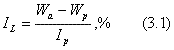 I_L = (W_a − W_p) / I_p , % (3.1)